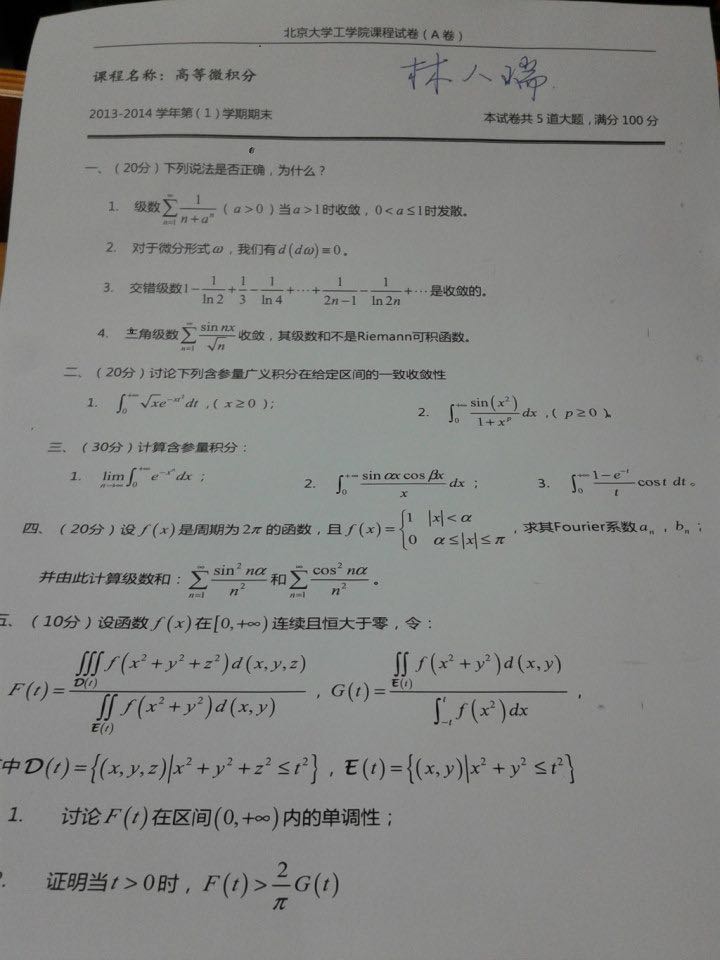 北京大学工学院课程试卷（A卷）
课程名称：高等微积分
林人瑞
2013-2014 学年第（1）学期期末 本试卷共 5 道大题，满分 100 分
一、（20分）下列说法是否正确，为什么？
1. 级数 $\sum_{n=1}^{\infty}\frac{1}{n+a^n}$ （ $a>0$ ）当 $a>1$ 时收敛， $0<a\leq 1$ 时发散。
2. 对于微分形式 $\omega$，我们有 $d(d\omega)\equiv 0$。
3. 交错级数 $1-\frac{1}{\ln 2}+\frac{1}{3}-\frac{1}{\ln 4}+\cdots+\frac{1}{2n-1}-\frac{1}{\ln 2n}+\cdots$ 是收敛的。
4. 三角级数 $\sum_{n=1}^{\infty}\frac{\sin nx}{\sqrt{n}}$ 收敛，其级数和不是Riemann可积函数。
二、（20分）讨论下列含参量广义积分在给定区间的一致收敛性
1. $\int_0^{+\infty}\sqrt{x}e^{-xt^2}dt$ ，( $x\geq 0$ )； 2. $\int_0^{+\infty}\frac{\sin(x^2)}{1+x^p}dx$ ，( $p\geq 0$ )。
三、（30分）计算含参量积分：
1. $\lim_{n\to+\infty}\int_0^{+\infty}e^{-x^n}dx$ ； 2. $\int_0^{+\infty}\frac{\sin\alpha x\cos\beta x}{x}dx$ ； 3. $\int_0^{+\infty}\frac{1-e^{-t}}{t}\cos t\,dt$ 。
四、（20分）设 $f(x)$ 是周期为 $2\pi$ 的函数，且 $f(x)=\begin{cases}1 & |x|<\alpha\\0 & \alpha\leq|x|\leq\pi\end{cases}$ ，求其Fourier系数 $a_n$ ， $b_n$ ；
并由此计算级数和： $\sum_{n=1}^{\infty}\frac{\sin^2 n\alpha}{n^2}$ 和 $\sum_{n=1}^{\infty}\frac{\cos^2 n\alpha}{n^2}$ 。
五、（10分）设函数 $f(x)$ 在 $[0,+\infty)$ 连续且恒大于零，令：
$F(t)=\frac{\iiint_{D(t)}f(x^2+y^2+z^2)d(x,y,z)}{\iint_{E(t)}f(x^2+y^2)d(x,y)}$ ， $G(t)=\frac{\iint_{E(t)}f(x^2+y^2)d(x,y)}{\int_{-t}^{t}f(x^2)dx}$ ，
中 $D(t)=\{(x,y,z)|x^2+y^2+z^2\leq t^2\}$ ， $E(t)=\{(x,y)|x^2+y^2\leq t^2\}$
1. 讨论 $F(t)$ 在区间 $(0,+\infty)$ 内的单调性；
证明当 $t>0$ 时， $F(t)>\frac{2}{\pi}G(t)$